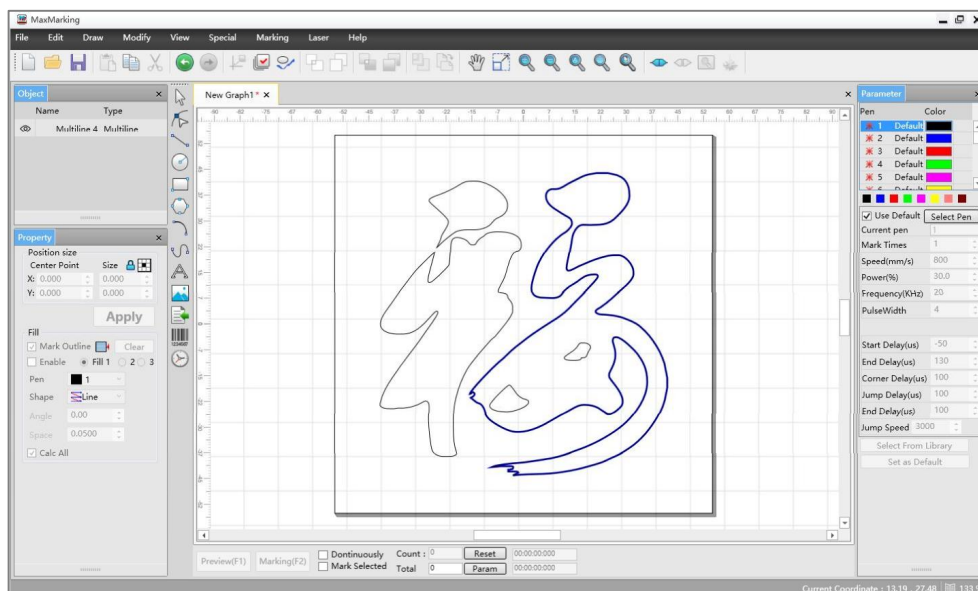 MaxMarking
File Edit Draw Modify View Special Marking Laser Help
Object
Name Type
Multiline 4 Multiline
Property
Position size
Center Point Size
X: 0.000 0.000
Y: 0.000 0.000
Apply
Fill
Mark Outline Clear
Enable Fill 1 2 3
Pen 1
Shape Line
Angle 0.00
Space 0.0500
Calc All
New Graph1*
Preview(F1) Marking(F2)
Dontinuously Count : 0 Reset 00:00:00:000
Mark Selected Total 0 Param 00:00:00:000
Parameter
Pen Color
1 Default
2 Default
3 Default
4 Default
5 Default
6 Default
Use Default Select Pen
Current pen 1
Mark Times 1
Speed(mm/s) 800
Power(%) 30.0
Frequency(KHz) 20
PulseWidth 4
Start Delay(us) -50
End Delay(us) 130
Corner Delay(us) 100
Jump Delay(us) 100
End Delay(us) 100
Jump Speed 3000
Select From Library
Set as Default
Current Coordinate : 13.19 , 27.48